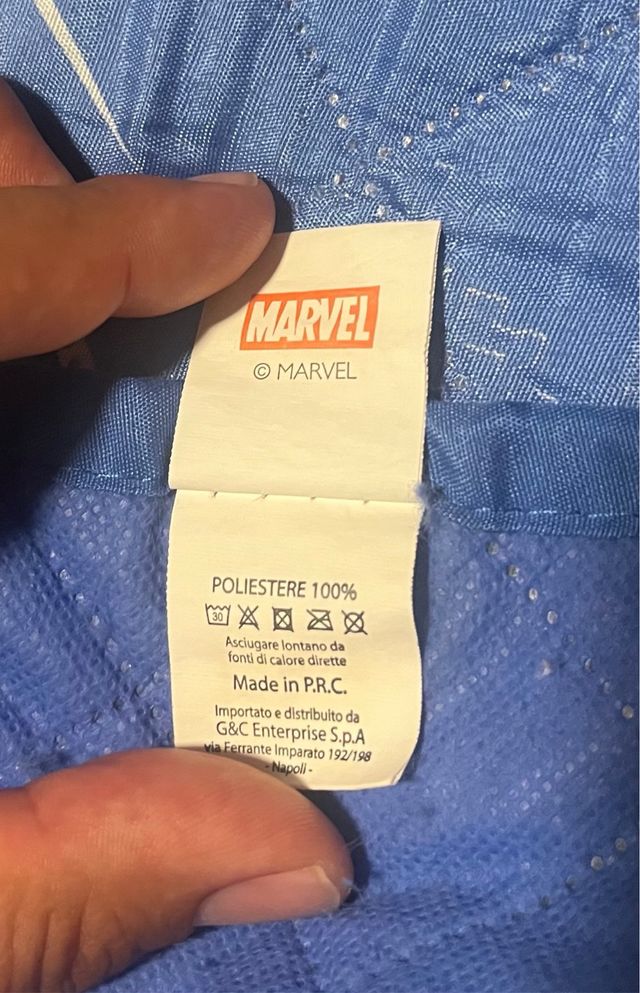 MARVEL
© MARVEL
POLIESTERE 100%
30
Asciugare lontano da
fonti di calore dirette
Made in P.R.C.
Importato e distribuito da
G&C Enterprise S.p.A
via Ferrante Imparato 192/198
- Napoli -